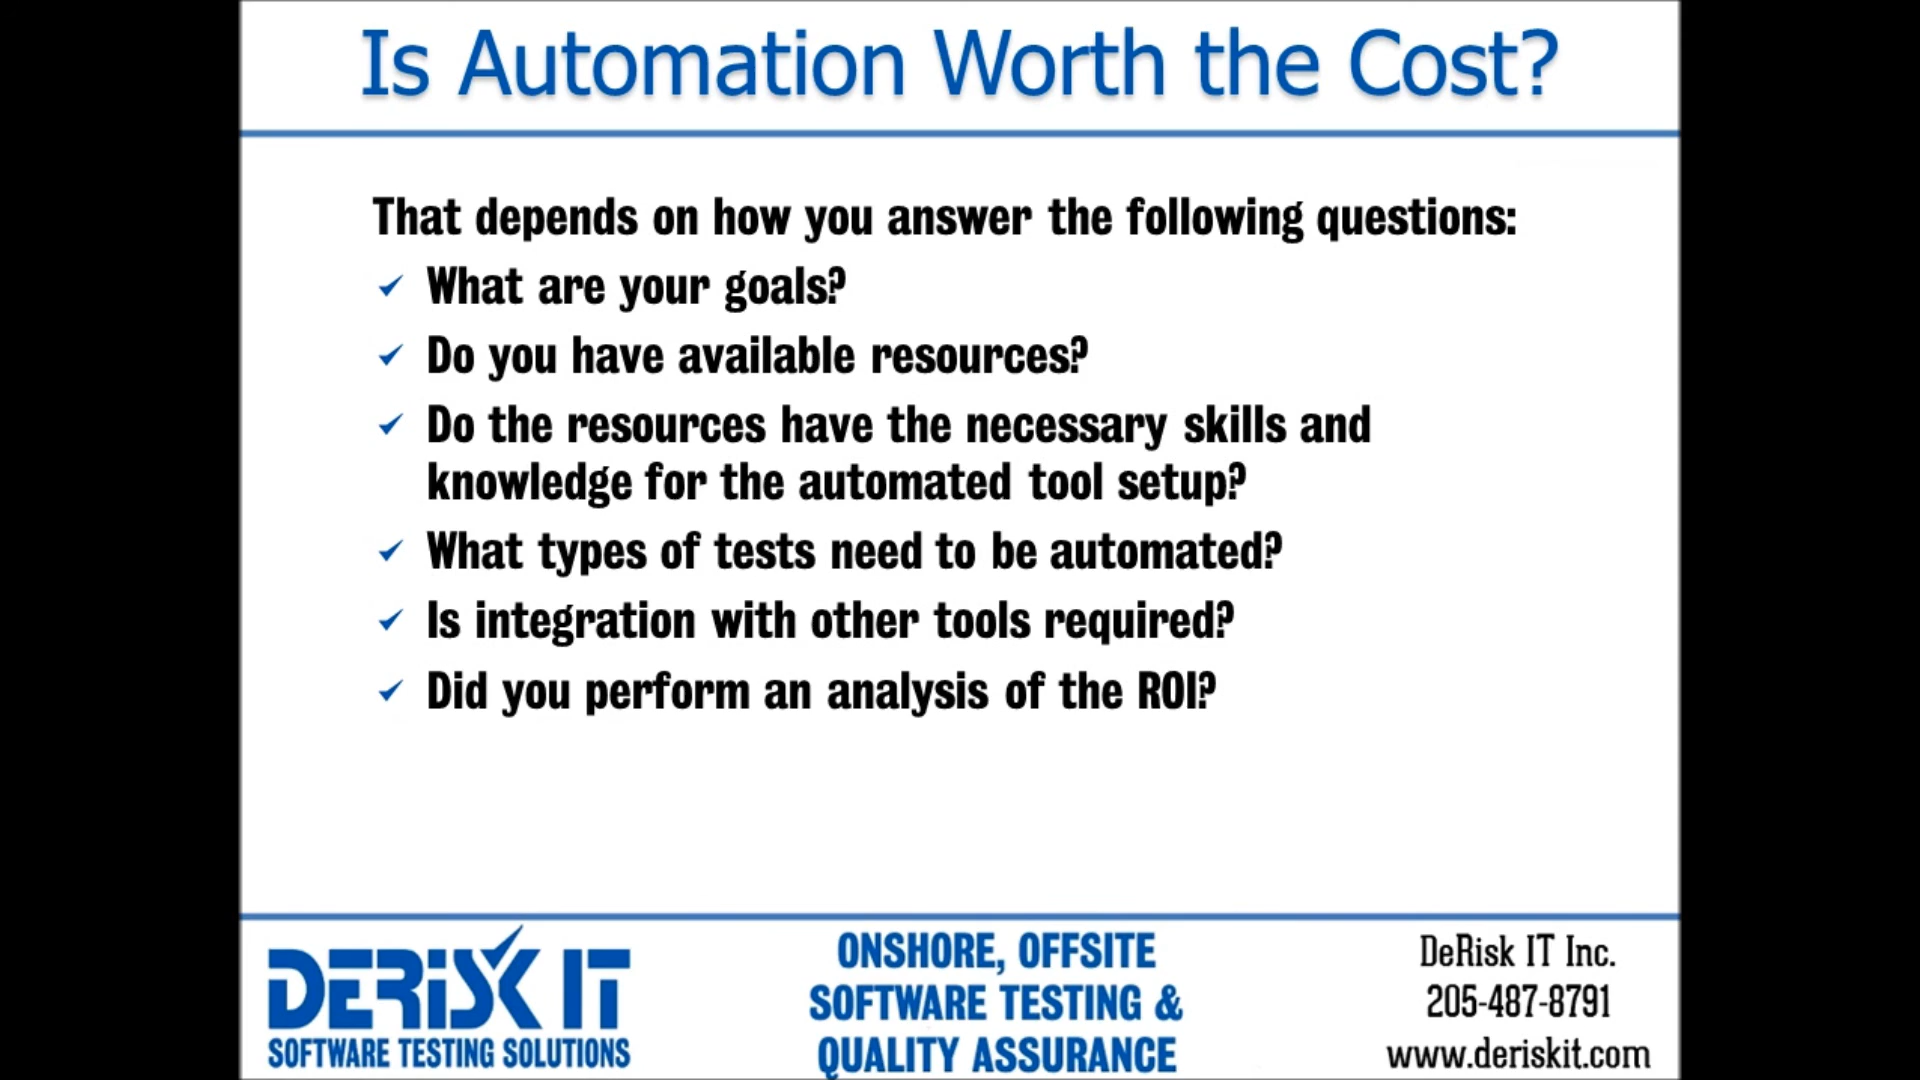 Is Automation Worth the Cost?
That depends on how you answer the following questions:
What are your goals?
Do you have available resources?
Do the resources have the necessary skills and
knowledge for the automated tool setup?
What types of tests need to be automated?
Is integration with other tools required?
Did you perform an analysis of the ROI?
DERiSK IT
SOFTWARE TESTING SOLUTIONS
ONSHORE, OFFSITE
SOFTWARE TESTING &
QUALITY ASSURANCE
DeRisk IT Inc.
205-487-8791
www.deriskit.com